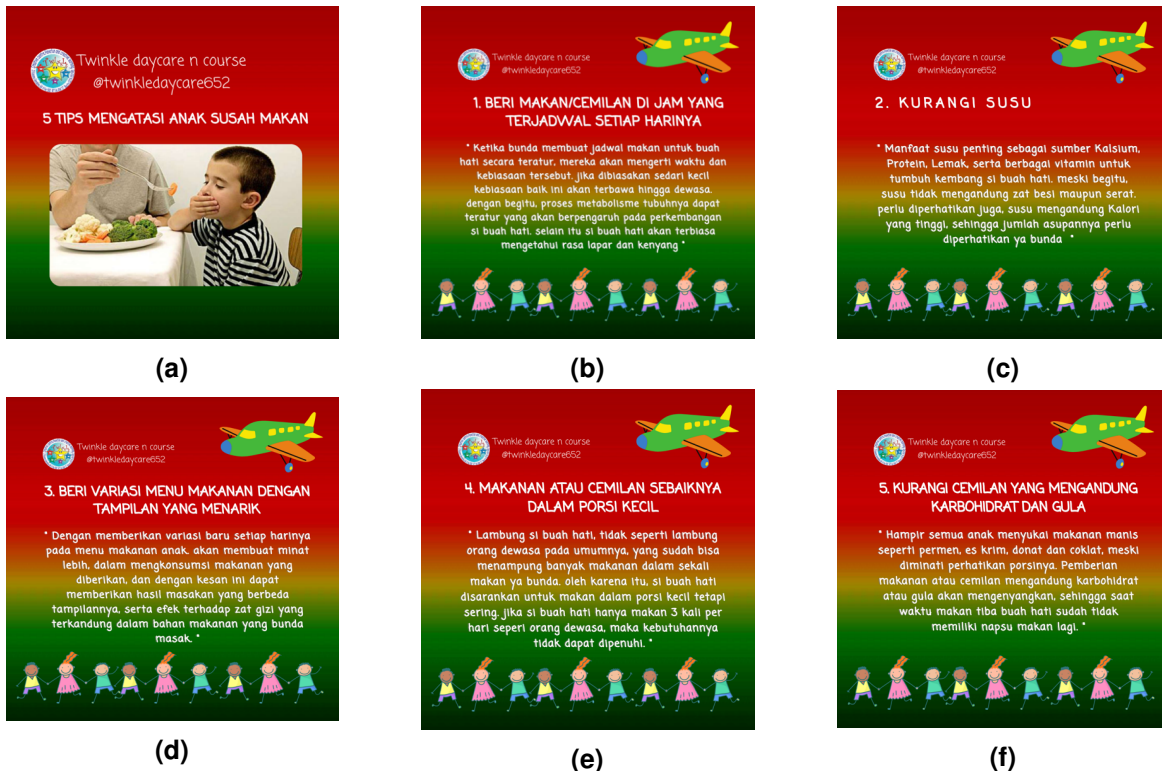 Twinkle daycare n course
@twinkledaycare652
5 TIPS MENGATASI ANAK SUSAH MAKAN
(a)
Twinkle daycare n course
@twinkledaycare652
1. BERI MAKAN/CEMILAN DI JAM YANG
TERJADWAL SETIAP HARINYA
" Ketika bunda membuat jadwal makan untuk buah
hati secara teratur, mereka akan mengerti waktu dan
kebiasaan tersebut. jika dibiasakan sedari kecil
kebiasaan baik ini akan terbawa hingga dewasa.
dengan begitu, proses metabolisme tubuhnya dapat
teratur yang akan berpengaruh pada perkembangan
si buah hati. selain itu si buah hati akan terbiasa
mengetahui rasa lapar dan kenyang "
(b)
Twinkle daycare n course
@twinkledaycare652
2. KURANGI SUSU
" Manfaat susu penting sebagai sumber Kalsium,
Protein, Lemak, serta berbagai vitamin untuk
tumbuh kembang si buah hati. meski begitu,
susu tidak mengandung zat besi maupun serat.
perlu diperhatikan juga, susu mengandung Kalori
yang tinggi, sehingga jumlah asupannya perlu
diperhatikan ya bunda "
(c)
Twinkle daycare n course
@twinkledaycare652
3. BERI VARIASI MENU MAKANAN DENGAN
TAMPILAN YANG MENARIK
" Dengan memberikan variasi baru setiap harinya
pada menu makanan anak. akan membuat minat
lebih, dalam mengkonsumsi makanan yang
diberikan, dan dengan kesan ini dapat
memberikan hasil masakan yang berbeda
tampilannya, serta efek terhadap zat gizi yang
terkandung dalam bahan makanan yang bunda
masak. "
(d)
Twinkle daycare n course
@twinkledaycare652
4. MAKANAN ATAU CEMILAN SEBAIKNYA
DALAM PORSI KECIL
" Lambung si buah hati, tidak seperti lambung
orang dewasa pada umumnya, yang sudah bisa
menampung banyak makanan dalam sekali
makan ya bunda. oleh karena itu, si buah hati
disarankan untuk makan dalam porsi kecil tetapi
sering. jika si buah hati hanya makan 3 kali per
hari seperi orang dewasa, maka kebutuhannya
tidak dapat dipenuhi. "
(e)
Twinkle daycare n course
@twinkledaycare652
5. KURANGI CEMILAN YANG MENGANDUNG
KARBOHIDRAT DAN GULA
" Hampir semua anak menyukai makanan manis
seperti permen, es krim, donat dan coklat, meski
diminati perhatikan porsinya. Pemberian
makanan atau cemilan mengandung karbohidrat
atau gula akan mengenyangkan, sehingga saat
waktu makan tiba buah hati sudah tidak
memiliki napsu makan lagi. "
(f)